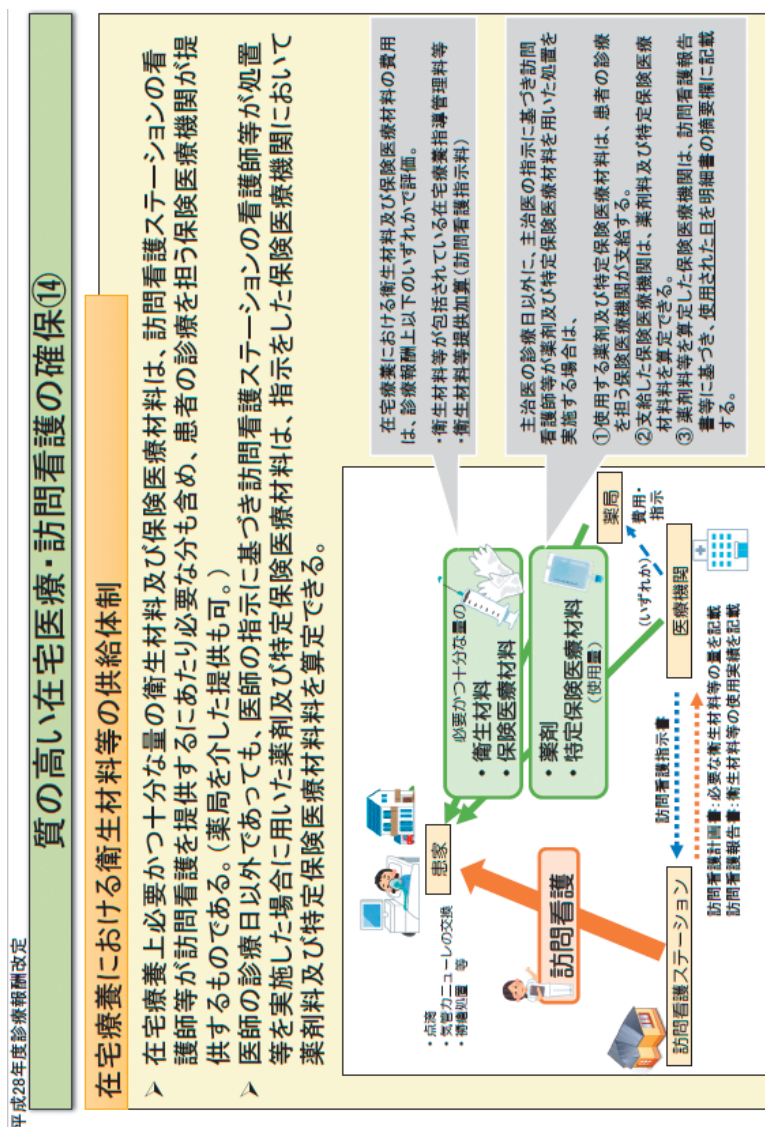 平成28年度診療報酬改定
質の高い在宅医療・訪問看護の確保⑭
在宅療養における衛生材料等の供給体制
➢ 在宅療養上必要かつ十分な量の衛生材料及び保険医療材料は、訪問看護ステーションの看
護師等が訪問看護を提供するにあたり必要な分も含め、患者の診療を担う保険医療機関が提
供するものである。（薬局を介した提供も可。）
➢ 医師の診療日以外であっても、医師の指示に基づき訪問看護ステーションの看護師等が処置
等を実施した場合に用いた薬剤及び特定保険医療材料は、指示をした保険医療機関において
薬剤料及び特定保険医療材料料を算定できる。
・点滴
・気管カニューレの交換
・褥瘡処置 等
患家
訪問看護
訪問看護ステーション
必要かつ十分な量の
・衛生材料
・保険医療材料
・薬剤
・特定保険医療材料
（使用量）
薬局
(いずれか)
費用・
指示
医療機関
訪問看護指示書
訪問看護計画書：必要な衛生材料等の量を記載
訪問看護報告書：衛生材料等の使用実績を記載
在宅療養における衛生材料及び保険医療材料の費用
は、診療報酬上以下のいずれかで評価。
・衛生材料等が包括されている在宅療養指導管理料等
・衛生材料等提供加算（訪問看護指示料）
主治医の診療日以外に、主治医の指示に基づき訪問
看護師等が薬剤及び特定保険医療材料を用いた処置を
実施する場合は、
①使用する薬剤及び特定保険医療材料は、患者の診療
を担う保険医療機関が支給する。
②支給した保険医療機関は、薬剤料及び特定保険医療
材料料を算定できる。
③薬剤料等を算定した保険医療機関は、訪問看護報告
書等に基づき、使用された日を明細書の摘要欄に記載
する。